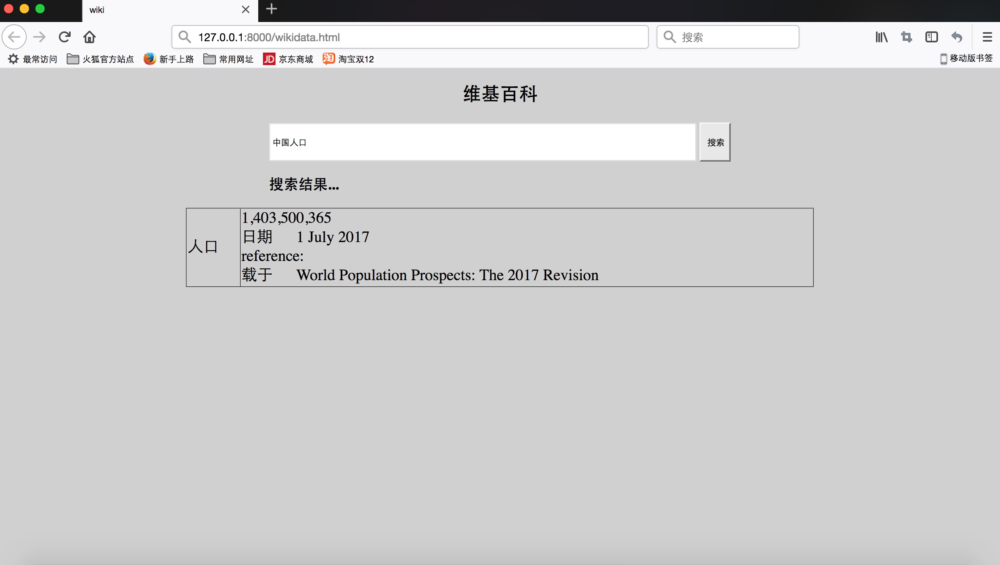 wiki
127.0.0.1:8000/wikidata.html
搜索
最常访问 火狐官方站点 新手上路 常用网址 JD 京东商城 淘 淘宝双12 移动版书签
维基百科
中国人口 搜索
搜索结果...
人口
1,403,500,365
日期 1 July 2017
reference:
载于 World Population Prospects: The 2017 Revision